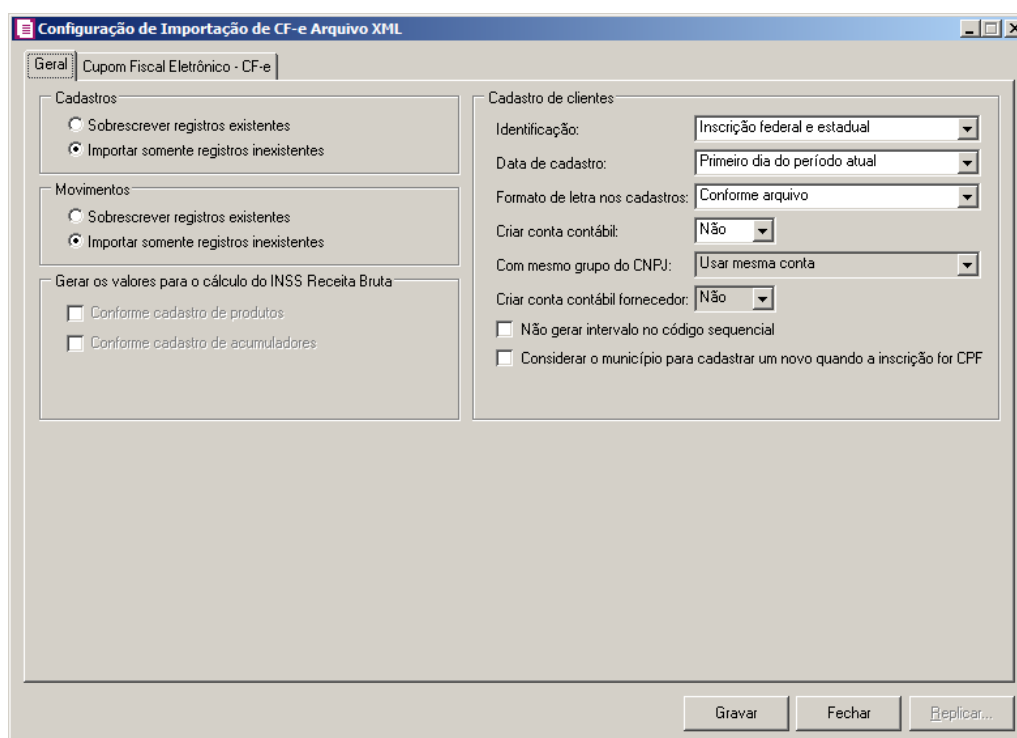 Configuração de Importação de CF-e Arquivo XML
Geral
Cupom Fiscal Eletrônico - CF-e
Cadastros
Sobrescrever registros existentes
Importar somente registros inexistentes
Movimentos
Sobrescrever registros existentes
Importar somente registros inexistentes
Gerar os valores para o cálculo do INSS Receita Bruta
Conforme cadastro de produtos
Conforme cadastro de acumuladores
Cadastro de clientes
Identificação: Inscrição federal e estadual
Data de cadastro: Primeiro dia do período atual
Formato de letra nos cadastros: Conforme arquivo
Criar conta contábil: Não
Com mesmo grupo do CNPJ: Usar mesma conta
Criar conta contábil fornecedor: Não
Não gerar intervalo no código sequencial
Considerar o município para cadastrar um novo quando a inscrição for CPF
Gravar
Fechar
Replicar...